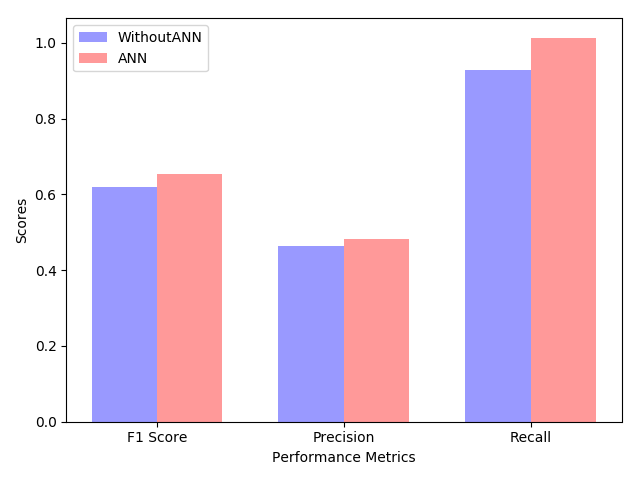 WithoutANN
ANN
1.0
0.8
0.6
0.4
0.2
0.0
Scores
F1 Score Precision Recall
Performance Metrics